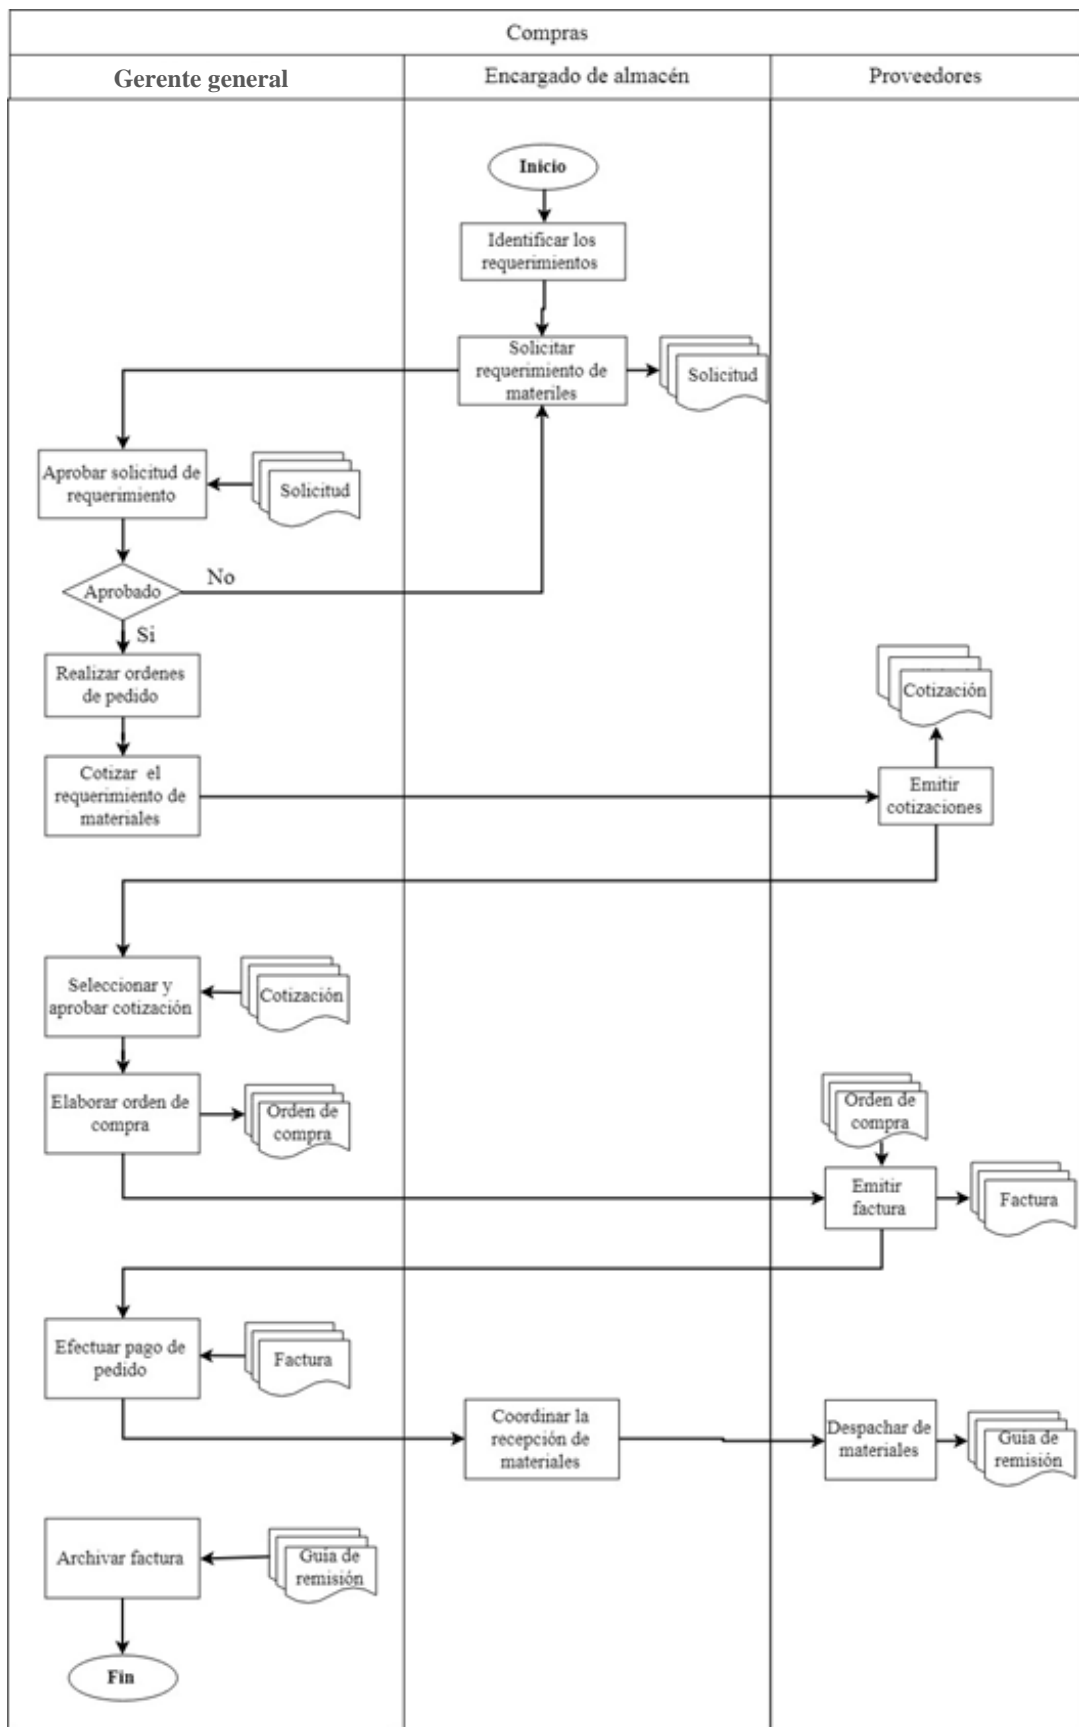 Compras
Gerente general
Encargado de almacén
Proveedores
Inicio
Identificar los
requerimientos
Solicitar
requerimiento de
materiles
Solicitud
Aprobar solicitud de
requerimiento
Solicitud
Aprobado
No
Si
Realizar ordenes
de pedido
Cotizar el
requerimiento de
materiales
Cotización
Emitir
cotizaciones
Seleccionar y
aprobar cotización
Cotización
Elaborar orden de
compra
Orden de
compra
Orden de
compra
Emitir
factura
Factura
Efectuar pago de
pedido
Factura
Coordinar la
recepción de
materiales
Despachar de
materiales
Guía de
remisión
Archivar factura
Guía de
remisión
Fin